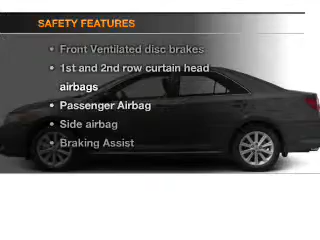 SAFETY FEATURES
• Front Ventilated disc brakes
• 1st and 2nd row curtain head
airbags
• Passenger Airbag
• Side airbag
• Braking Assist